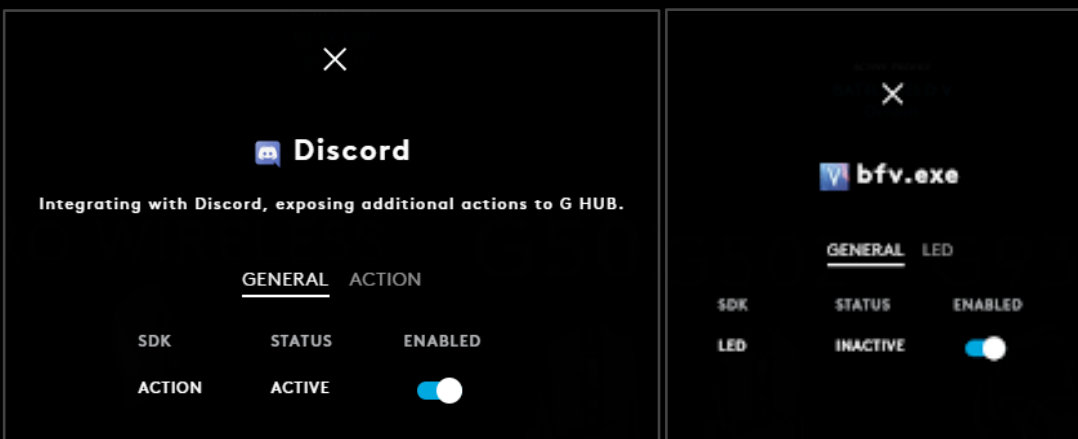 Discord
Integrating with Discord, exposing additional actions to G HUB.
GENERAL ACTION
SDK STATUS ENABLED
ACTION ACTIVE
bfv.exe
GENERAL LED
SDK STATUS ENABLED
LED INACTIVE